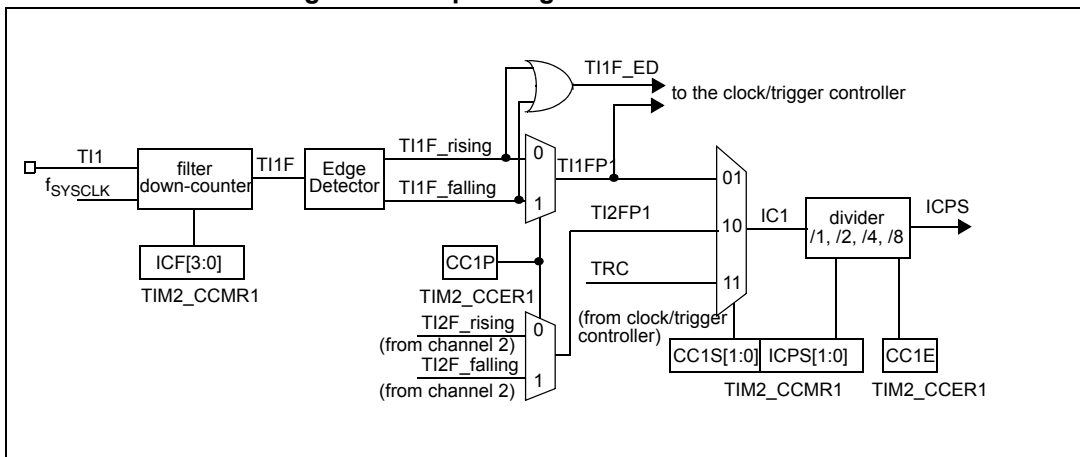 TI1F_ED
to the clock/trigger controller
TI1
filter
down-counter
f_SYSCLK
TI1F
Edge
Detector
TI1F_rising
TI1F_falling
0
1
TI1FP1
01
TI2FP1
10
IC1
divider
/1, /2, /4, /8
ICPS
ICF[3:0]
TIM2_CCMR1
CC1P
TIM2_CCER1
TRC
11
(from clock/trigger
controller)
TI2F_rising
(from channel 2)
0
TI2F_falling
(from channel 2)
1
CC1S[1:0]
ICPS[1:0]
CC1E
TIM2_CCMR1
TIM2_CCER1